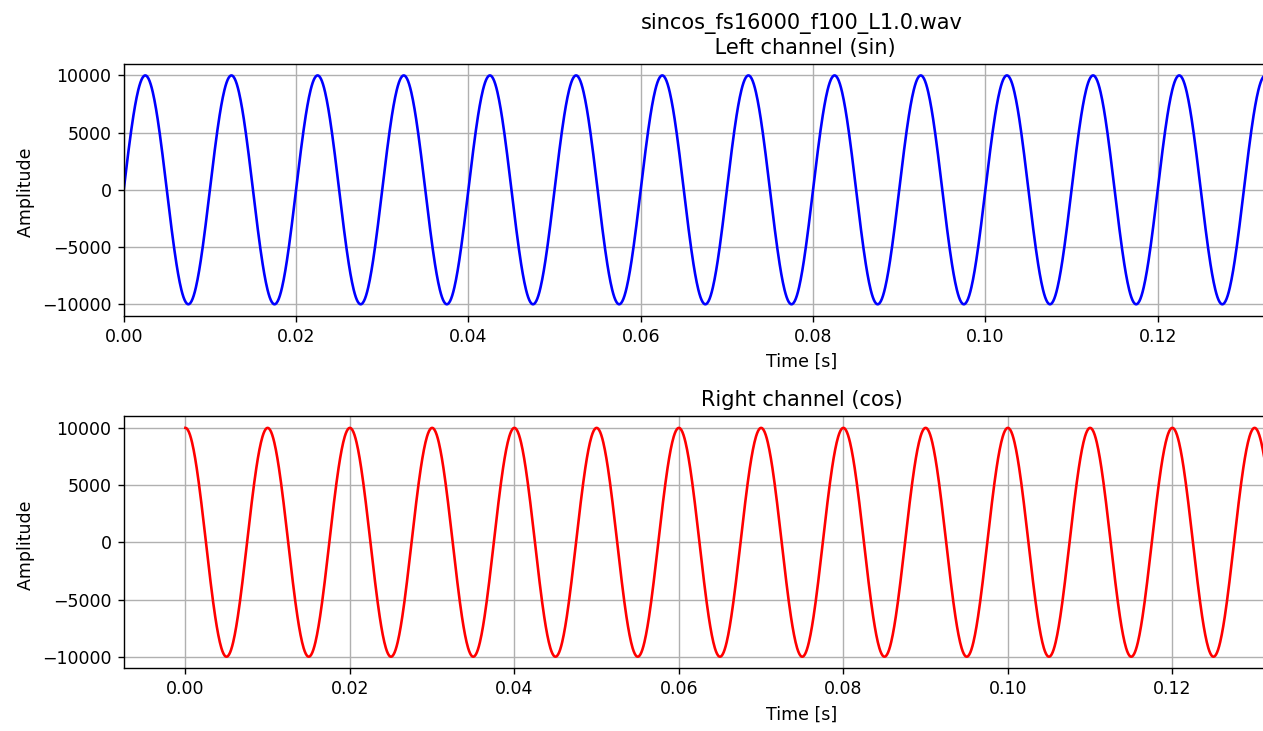 sincos_fs16000_f100_L1.0.wav
Left channel (sin)
10000
5000
0
−5000
−10000
Amplitude
0.00 0.02 0.04 0.06 0.08 0.10 0.12
Time [s]
Right channel (cos)
10000
5000
0
−5000
−10000
Amplitude
0.00 0.02 0.04 0.06 0.08 0.10 0.12
Time [s]